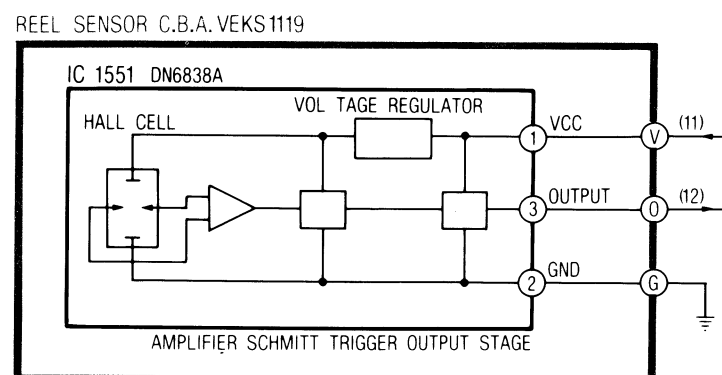 REEL SENSOR C.B.A. VEKS1119
IC 1551 DN6838A
VOL TAGE REGULATOR
HALL CELL
1 VCC V (11)
3 OUTPUT O (12)
2 GND G
AMPLIFIER SCHMITT TRIGGER OUTPUT STAGE